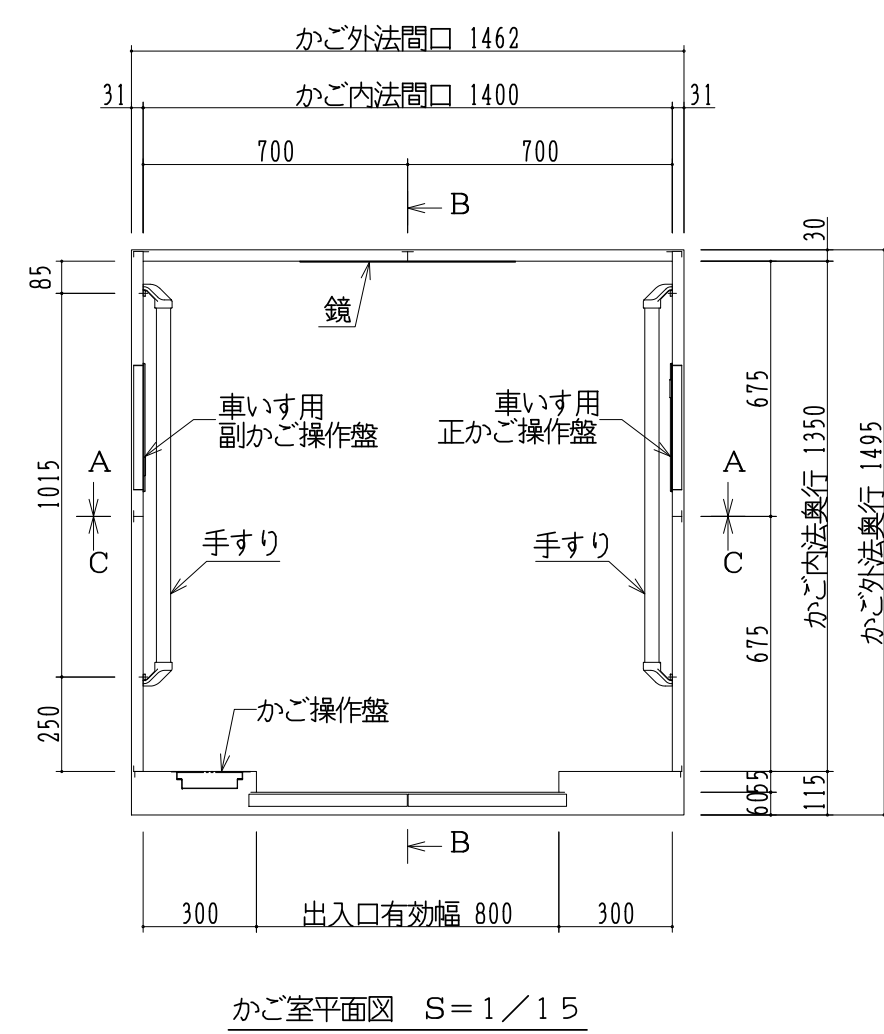 かご外法間口 1462
31 かご内法間口 1400 31
700 700
B
30
85
鏡
車いす用
副かご操作盤
車いす用
正かご操作盤
675
かご内法奥行 1350
かご外法奥行 1495
A
A
1015
C
C
手すり
手すり
675
250
かご操作盤
55
60
115
B
300 出入口有効幅 800 300
かご室平面図 S=1/15